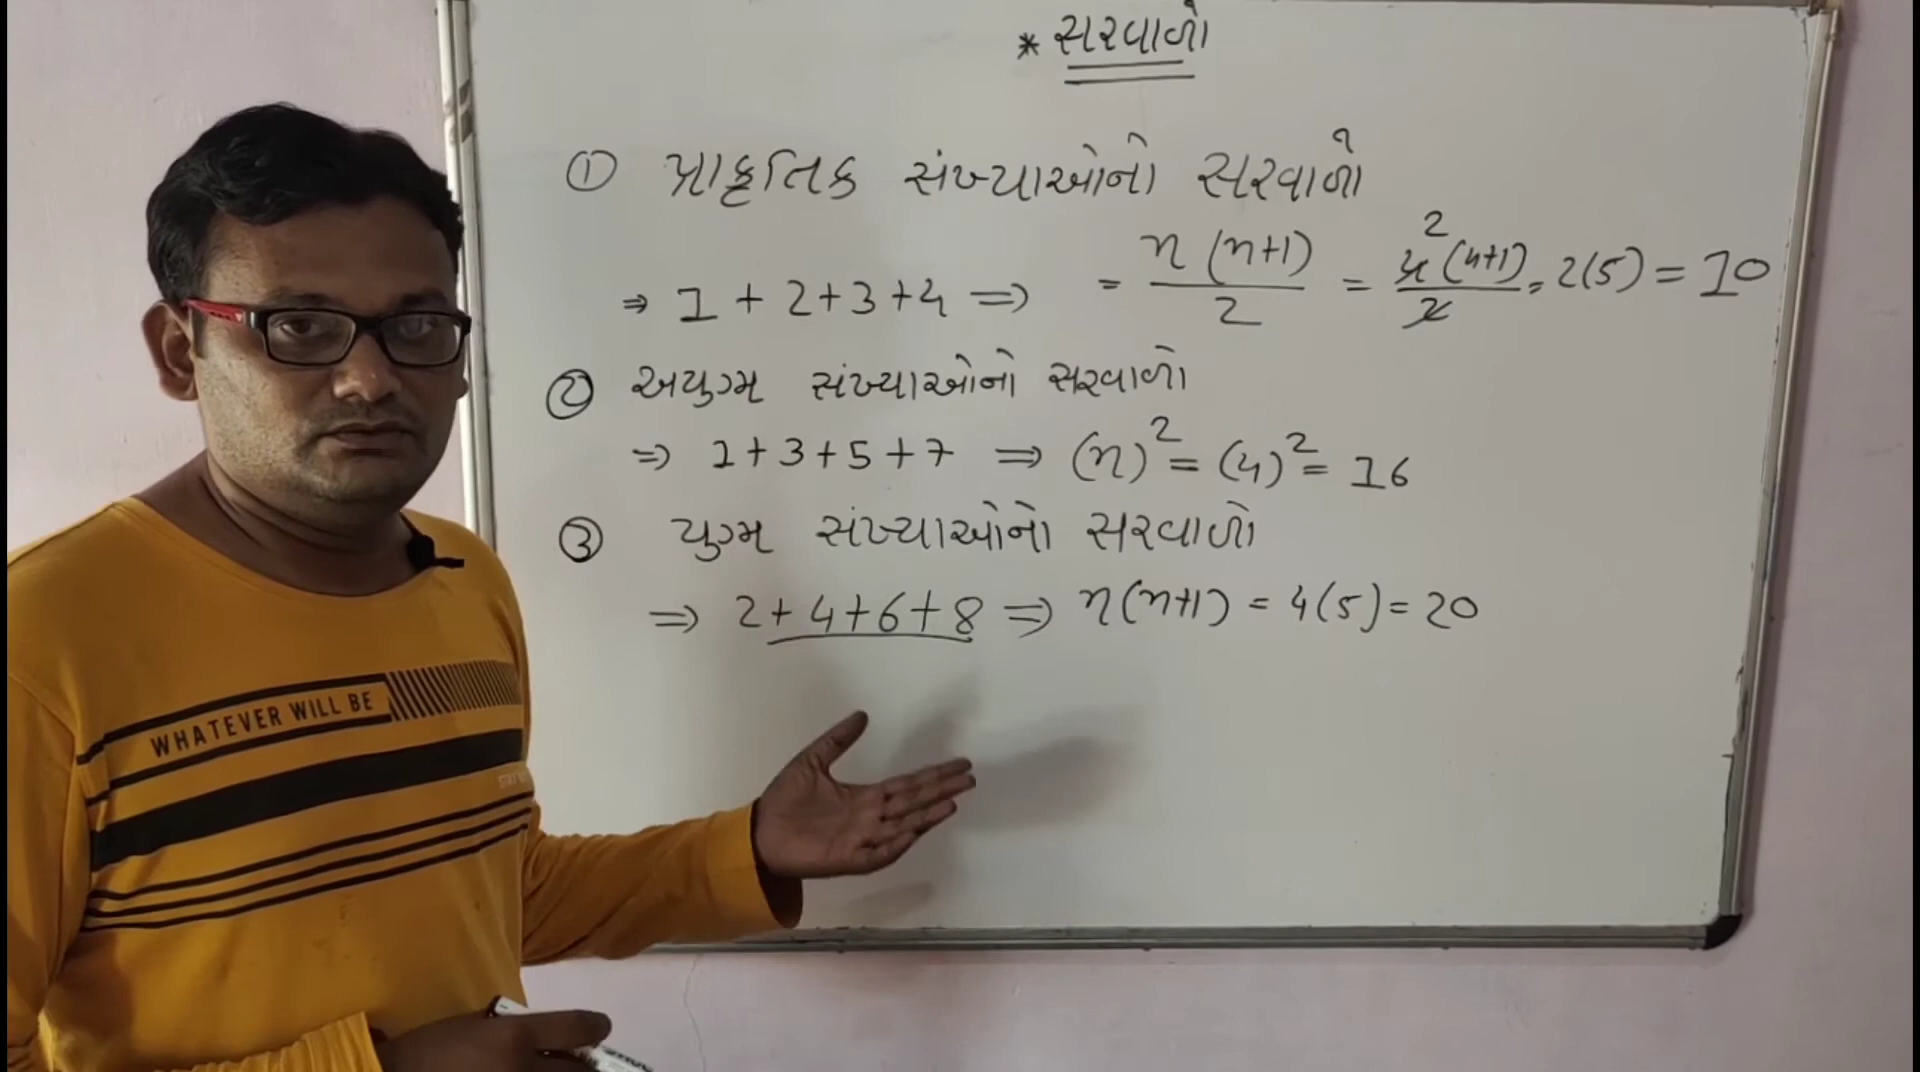 * સરવાળો
① પ્રાકૃતિક સંખ્યાઓનો સરવાળો
⇒ 1 + 2 + 3 + 4 ⇒ = n(n+1)/2 = 4²(4+1)/2 = 2(5) = 10
② અયુગ્મ સંખ્યાઓનો સરવાળો
⇒ 1 + 3 + 5 + 7 ⇒ (n)² = (4)² = 16
③ યુગ્મ સંખ્યાઓનો સરવાળો
⇒ 2 + 4 + 6 + 8 ⇒ n(n+1) = 4(5) = 20
WHATEVER WILL BE